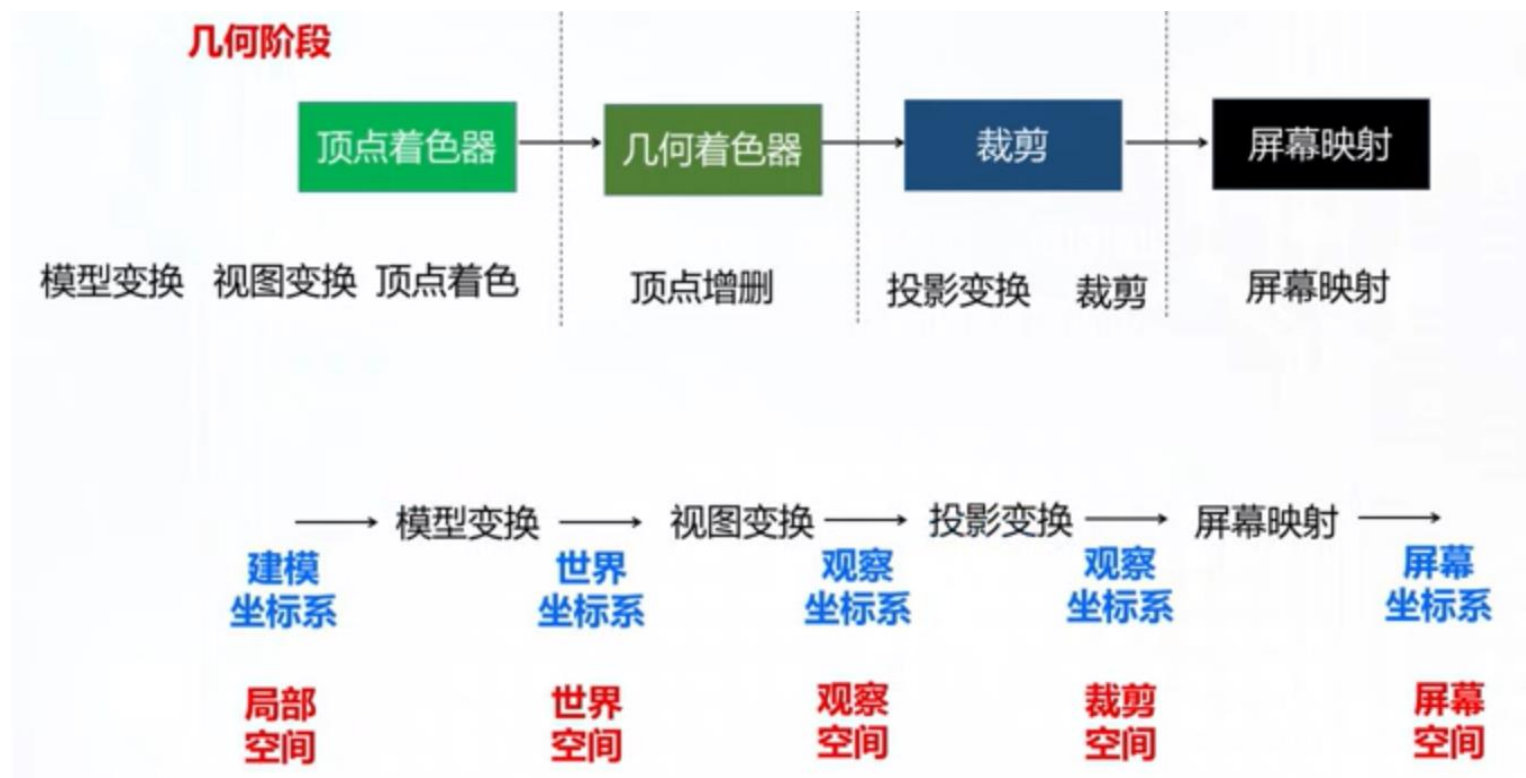 几何阶段
顶点着色器 几何着色器 裁剪 屏幕映射
模型变换 视图变换 顶点着色 顶点增删 投影变换 裁剪 屏幕映射
模型变换 视图变换 投影变换 屏幕映射
建模 世界 观察 观察 屏幕
坐标系 坐标系 坐标系 坐标系 坐标系
局部 世界 观察 裁剪 屏幕
空间 空间 空间 空间 空间